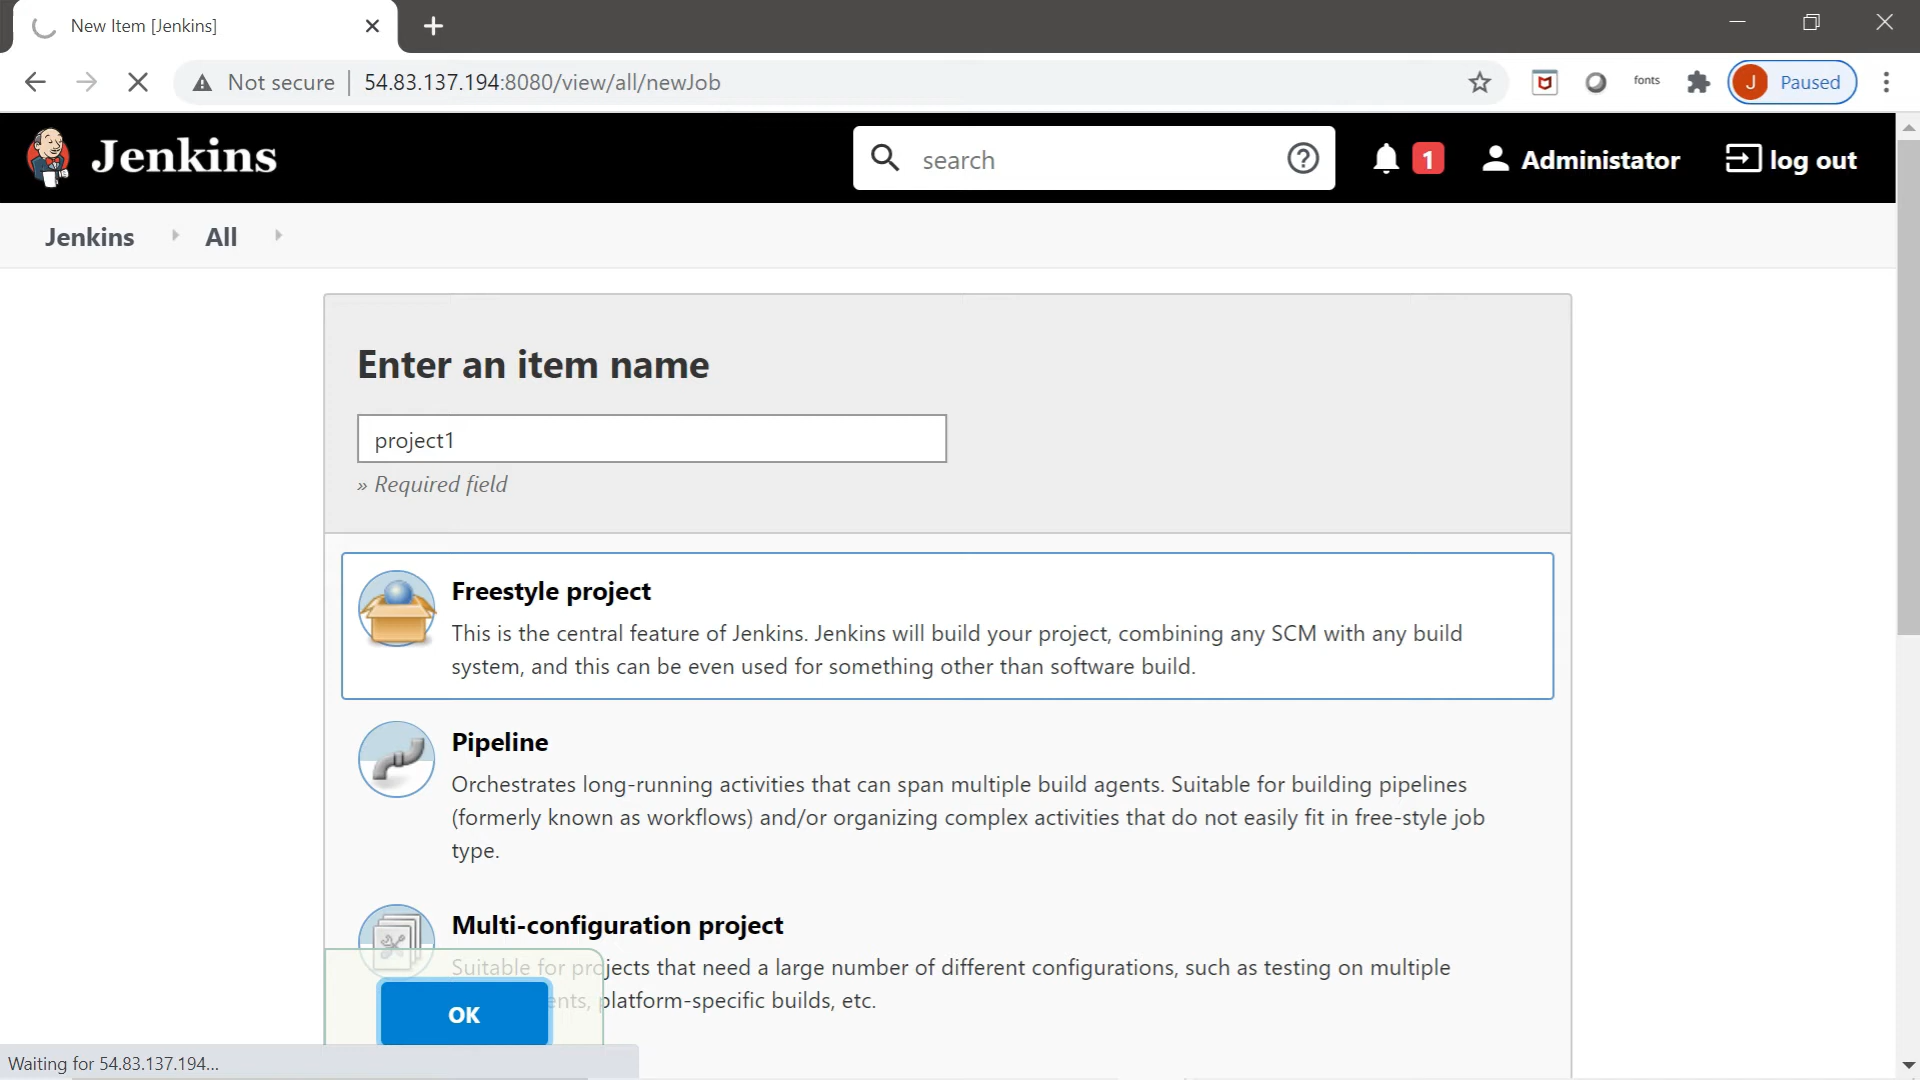 New Item [Jenkins]
Not secure 54.83.137.194:8080/view/all/newJob fonts J Paused
Jenkins search 1 Administator log out
Jenkins All
Enter an item name
project1
» Required field
Freestyle project
This is the central feature of Jenkins. Jenkins will build your project, combining any SCM with any build
system, and this can be even used for something other than software build.
Pipeline
Orchestrates long-running activities that can span multiple build agents. Suitable for building pipelines
(formerly known as workflows) and/or organizing complex activities that do not easily fit in free-style job
type.
Multi-configuration project
Suitable for projects that need a large number of different configurations, such as testing on multiple
platform-specific builds, etc.
OK
Waiting for 54.83.137.194...